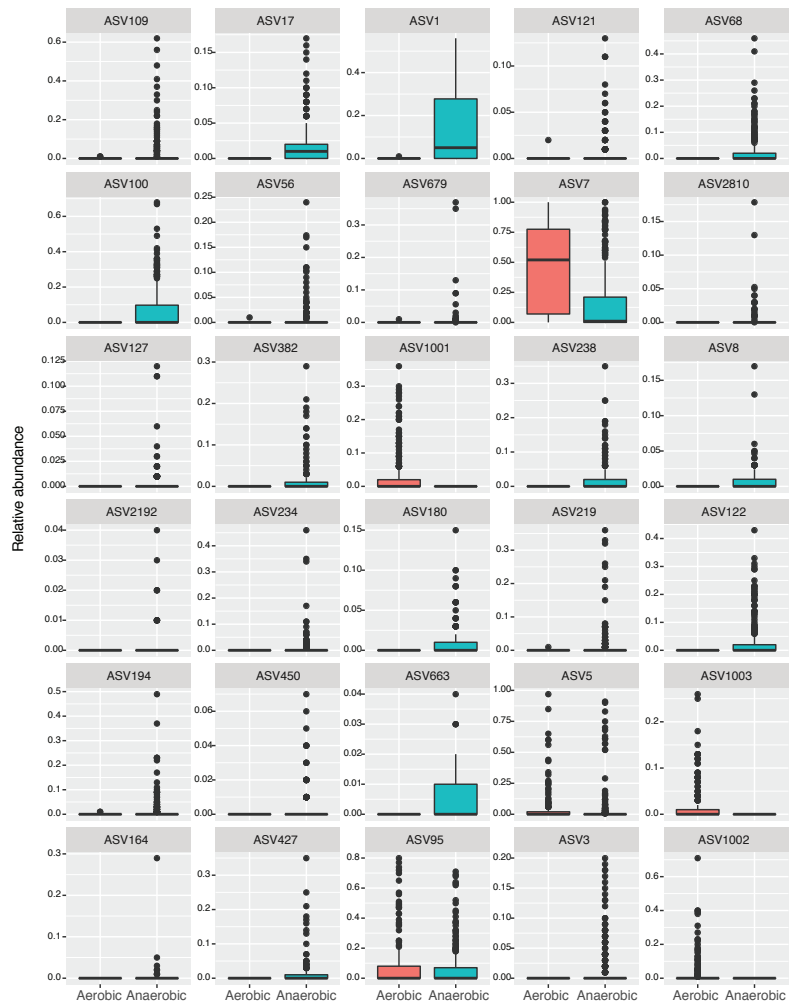 ASV109 ASV17 ASV1 ASV121 ASV68
0.6 0.15 0.4 0.10 0.4
0.4 0.10 0.2 0.05 0.3
0.2 0.05 0.0 0.00 0.2
0.0 0.00 0.1
0.0
ASV100 ASV56 ASV679 ASV7 ASV2810
0.6 0.25 0.3 1.00 0.15
0.4 0.20 0.2 0.75 0.10
0.2 0.15 0.1 0.50 0.05
0.0 0.10 0.0 0.25 0.00
0.05 0.00
0.00
ASV127 ASV382 ASV1001 ASV238 ASV8
0.125 0.3 0.3 0.3 0.15
0.100 0.2 0.2 0.2 0.10
0.075 0.1 0.1 0.1 0.05
0.050 0.0 0.0 0.0 0.00
0.025
0.000
Relative abundance
ASV2192 ASV234 ASV180 ASV219 ASV122
0.04 0.4 0.15 0.3 0.4
0.03 0.3 0.10 0.2 0.3
0.02 0.2 0.05 0.1 0.2
0.01 0.1 0.00 0.0 0.1
0.00 0.0 0.0
ASV194 ASV450 ASV663 ASV5 ASV1003
0.5 0.06 0.04 1.00 0.2
0.4 0.04 0.03 0.75 0.1
0.3 0.02 0.02 0.50 0.0
0.2 0.00 0.01 0.25
0.1 0.00 0.00
0.0
ASV164 ASV427 ASV95 ASV3 ASV1002
0.3 0.3 0.8 0.20 0.6
0.2 0.2 0.6 0.15 0.4
0.1 0.1 0.4 0.10 0.2
0.0 0.0 0.2 0.05 0.0
0.0 0.00
Aerobic Anaerobic Aerobic Anaerobic Aerobic Anaerobic Aerobic Anaerobic Aerobic Anaerobic